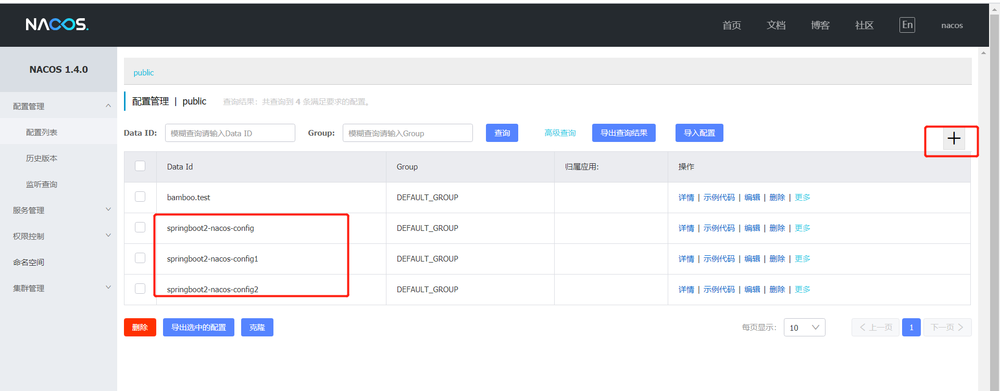 NACOS.
首页 文档 博客 社区 En nacos
NACOS 1.4.0
配置管理
配置列表
历史版本
监听查询
服务管理
权限控制
命名空间
集群管理
public
配置管理 | public 查询结果：共查询到 4 条满足要求的配置。
Data ID: 模糊查询请输入Data ID Group: 模糊查询请输入Group 查询 高级查询 导出查询结果 导入配置 +
Data Id Group 归属应用: 操作
bamboo.test DEFAULT_GROUP 详情 | 示例代码 | 编辑 | 删除 | 更多
springboot2-nacos-config DEFAULT_GROUP 详情 | 示例代码 | 编辑 | 删除 | 更多
springboot2-nacos-config1 DEFAULT_GROUP 详情 | 示例代码 | 编辑 | 删除 | 更多
springboot2-nacos-config2 DEFAULT_GROUP 详情 | 示例代码 | 编辑 | 删除 | 更多
删除 导出选中的配置 克隆 每页显示: 10 上一页 1 下一页